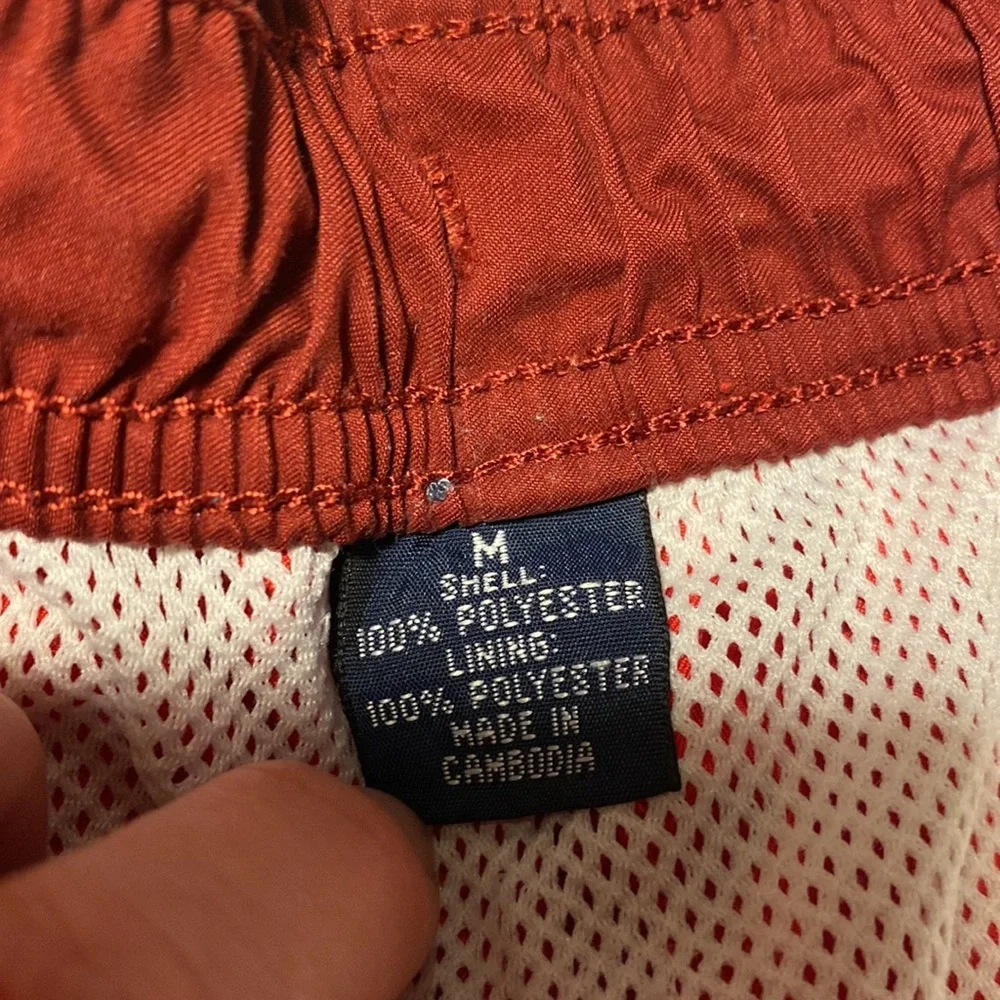 M
SHELL:
100% POLYESTER
LINING:
100% POLYESTER
MADE IN
CAMBODIA